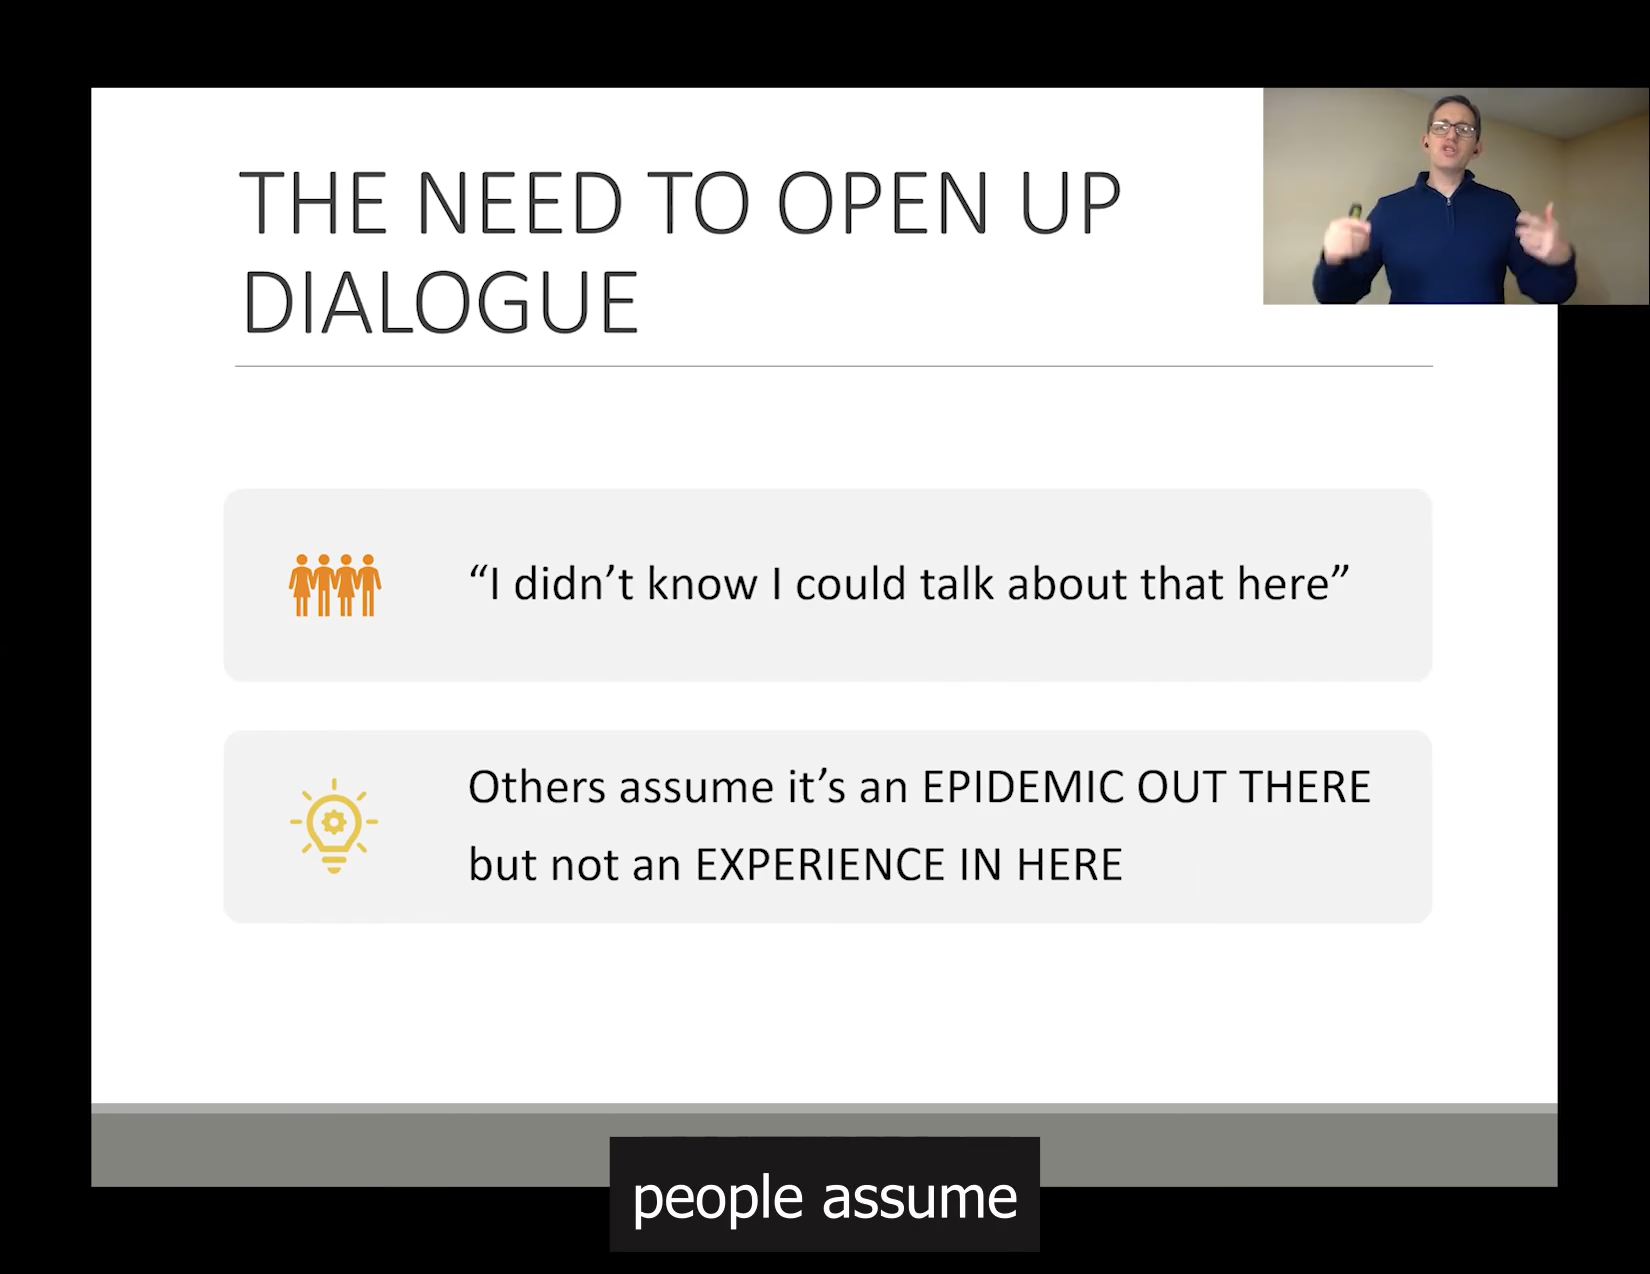 THE NEED TO OPEN UP
DIALOGUE
“I didn’t know I could talk about that here”
Others assume it’s an EPIDEMIC OUT THERE
but not an EXPERIENCE IN HERE
people assume